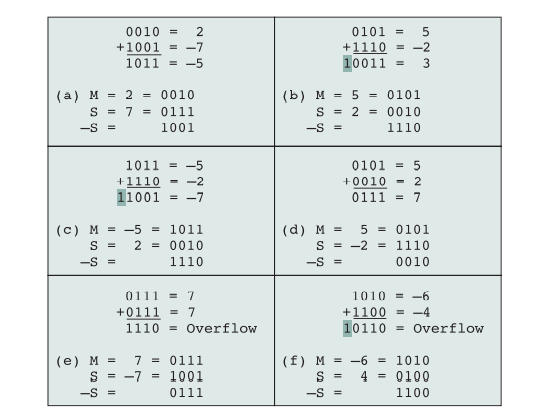 0010 = 2
+1001 = −7
1011 = −5
(a) M = 2 = 0010
S = 7 = 0111
−S = 1001
0101 = 5
+1110 = −2
10011 = 3
(b) M = 5 = 0101
S = 2 = 0010
−S = 1110
1011 = −5
+1110 = −2
11001 = −7
(c) M = −5 = 1011
S = 2 = 0010
−S = 1110
0101 = 5
+0010 = 2
0111 = 7
(d) M = 5 = 0101
S = −2 = 1110
−S = 0010
0111 = 7
+0111 = 7
1110 = Overflow
(e) M = 7 = 0111
S = −7 = 1001
−S = 0111
1010 = −6
+1100 = −4
10110 = Overflow
(f) M = −6 = 1010
S = 4 = 0100
−S = 1100